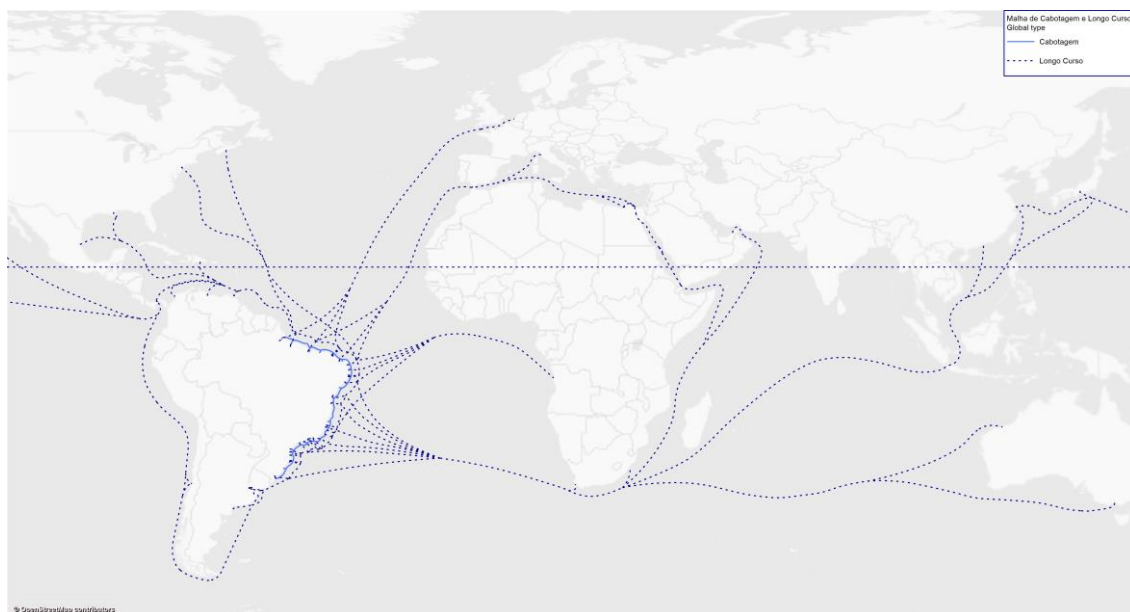 Malha de Cabotagem e Longo Curso
Global type
Cabotagem
Longo Curso
© OpenStreetMap contributors